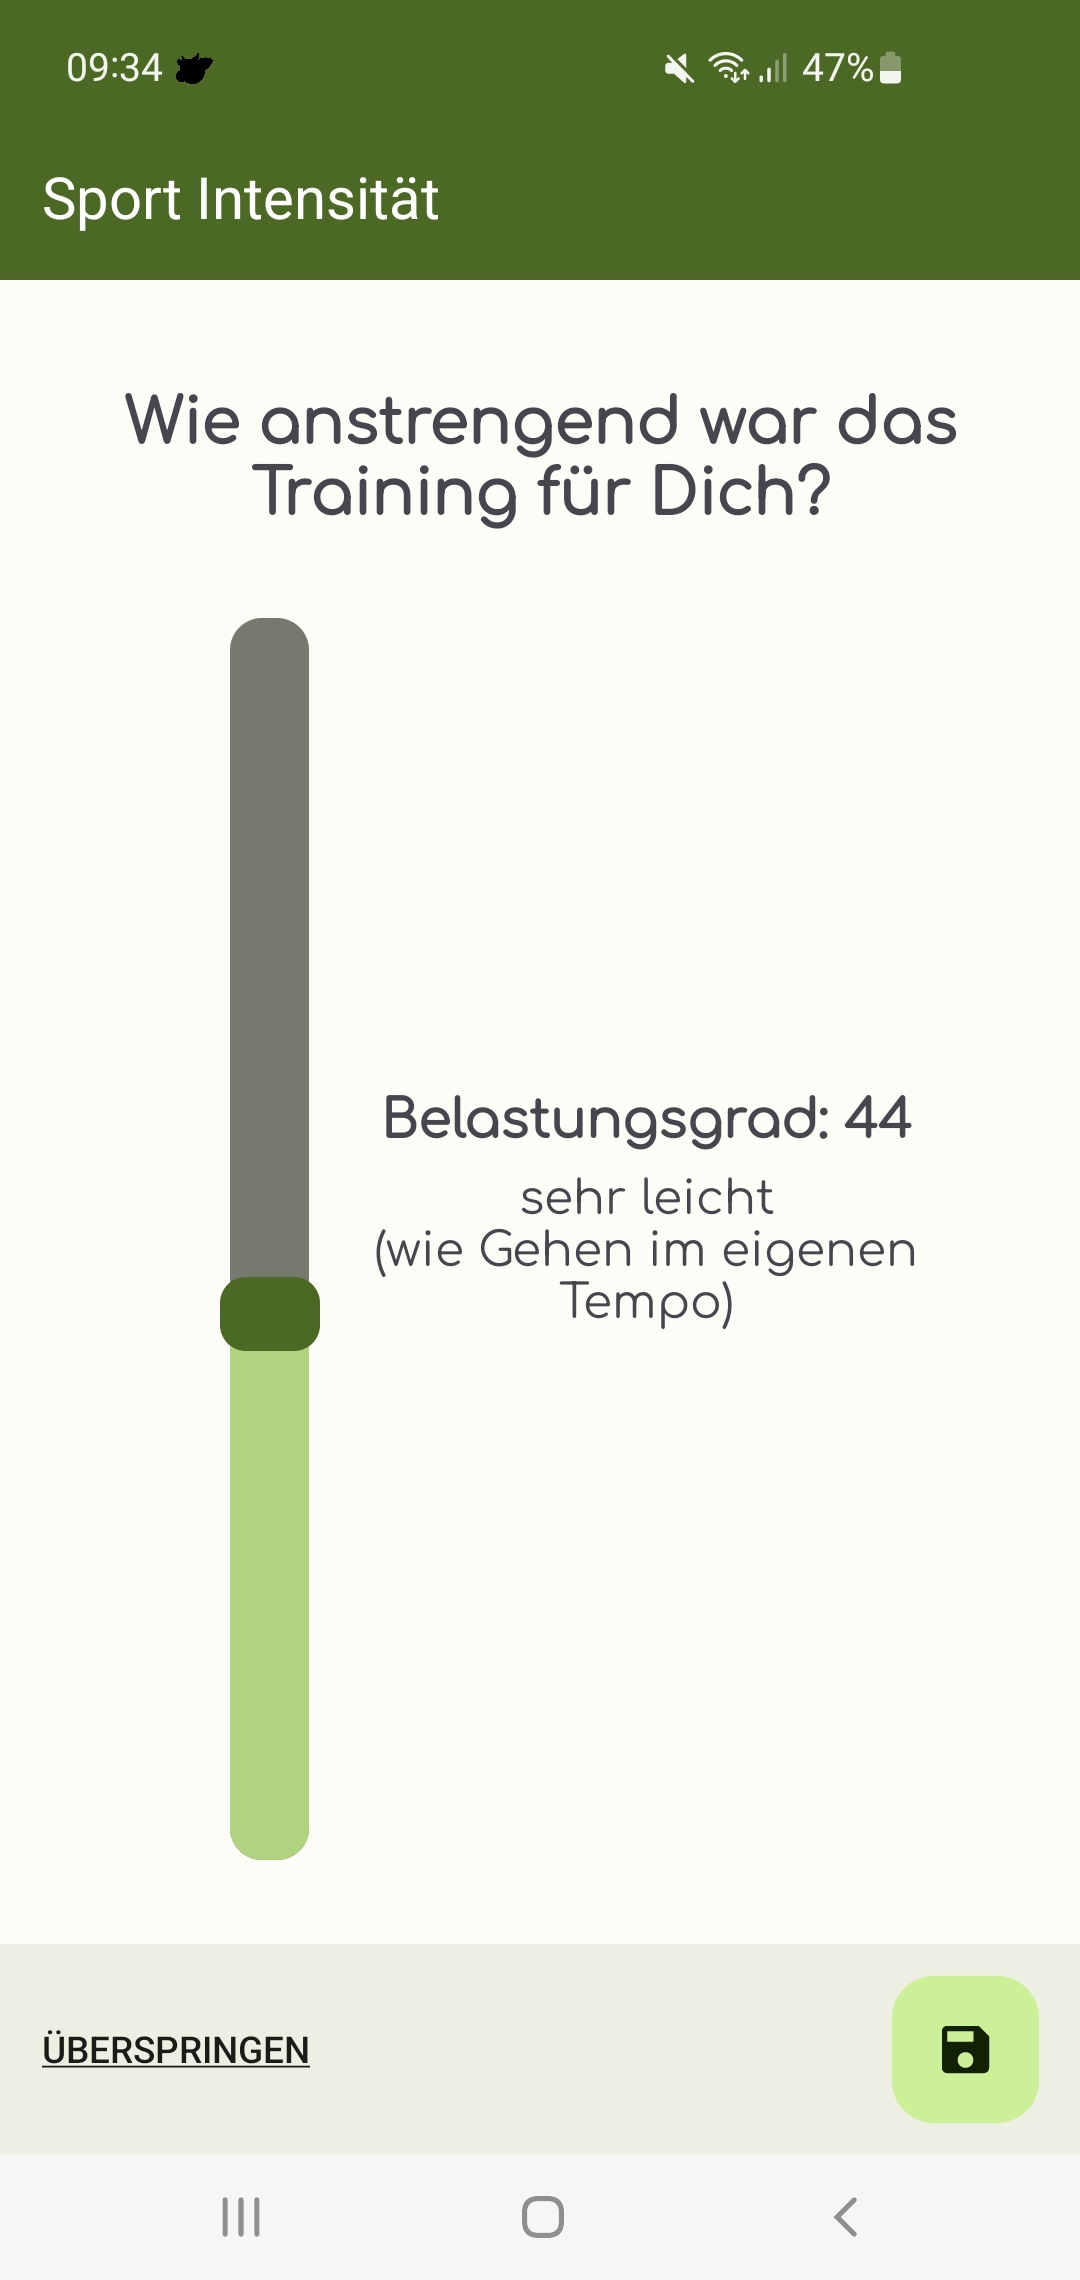 09:34
47%
Sport Intensität
Wie anstrengend war das
Training für Dich?
Belastungsgrad: 44
sehr leicht
(wie Gehen im eigenen
Tempo)
ÜBERSPRINGEN